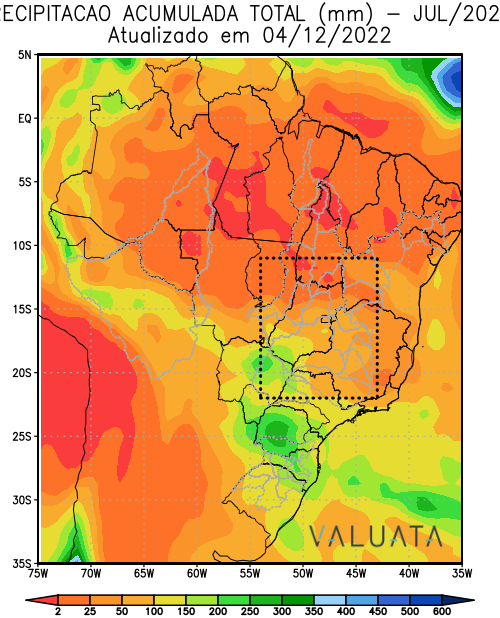 RECIPITACAO ACUMULADA TOTAL (mm) – JUL/202
Atualizado em 04/12/2022
5N
EQ
5S
10S
15S
20S
25S
30S
35S
75W 70W 65W 60W 55W 50W 45W 40W 35W
VALUATA
2 25 50 100 150 200 250 300 350 400 450 500 600